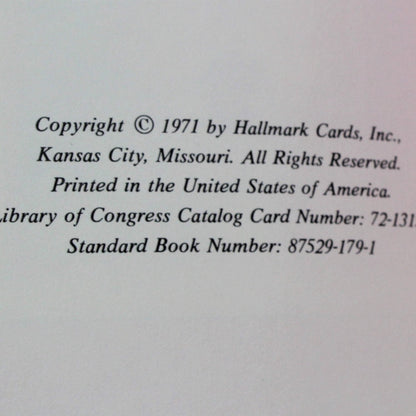 Copyright © 1971 by Hallmark Cards, Inc.,
Kansas City, Missouri. All Rights Reserved.
Printed in the United States of America.
Library of Congress Catalog Card Number: 72-131
Standard Book Number: 87529-179-1